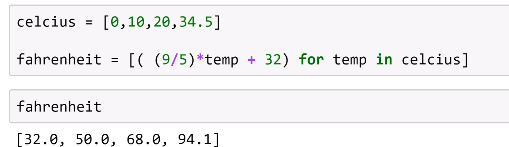 celcius = [0,10,20,34.5]
fahrenheit = [( (9/5)*temp + 32) for temp in celcius]
fahrenheit
[32.0, 50.0, 68.0, 94.1]